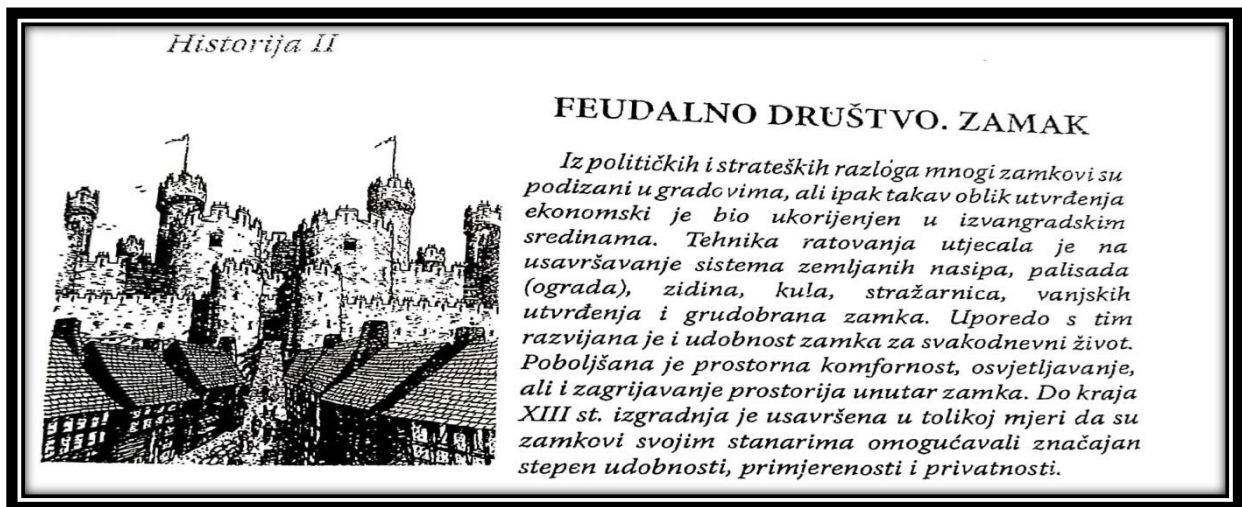 Historija II
FEUDALNO DRUŠTVO. ZAMAK
Iz političkih i strateških razloga mnogi zamkovi su
podizani u gradovima, ali ipak takav oblik utvrđenja
ekonomski je bio ukorijenjen u izvangradskim
sredinama. Tehnika ratovanja utjecala je na
usavršavanje sistema zemljanih nasipa, palisada
(ograda), zidina, kula, stražarnica, vanjskih
utvrđenja i grudobrana zamka. Uporedo s tim
razvijana je i udobnost zamka za svakodnevni život.
Poboljšana je prostorna komfornost, osvjetljavanje,
ali i zagrijavanje prostorija unutar zamka. Do kraja
XIII st. izgradnja je usavršena u tolikoj mjeri da su
zamkovi svojim stanarima omogućavali značajan
stepen udobnosti, primjerenosti i privatnosti.